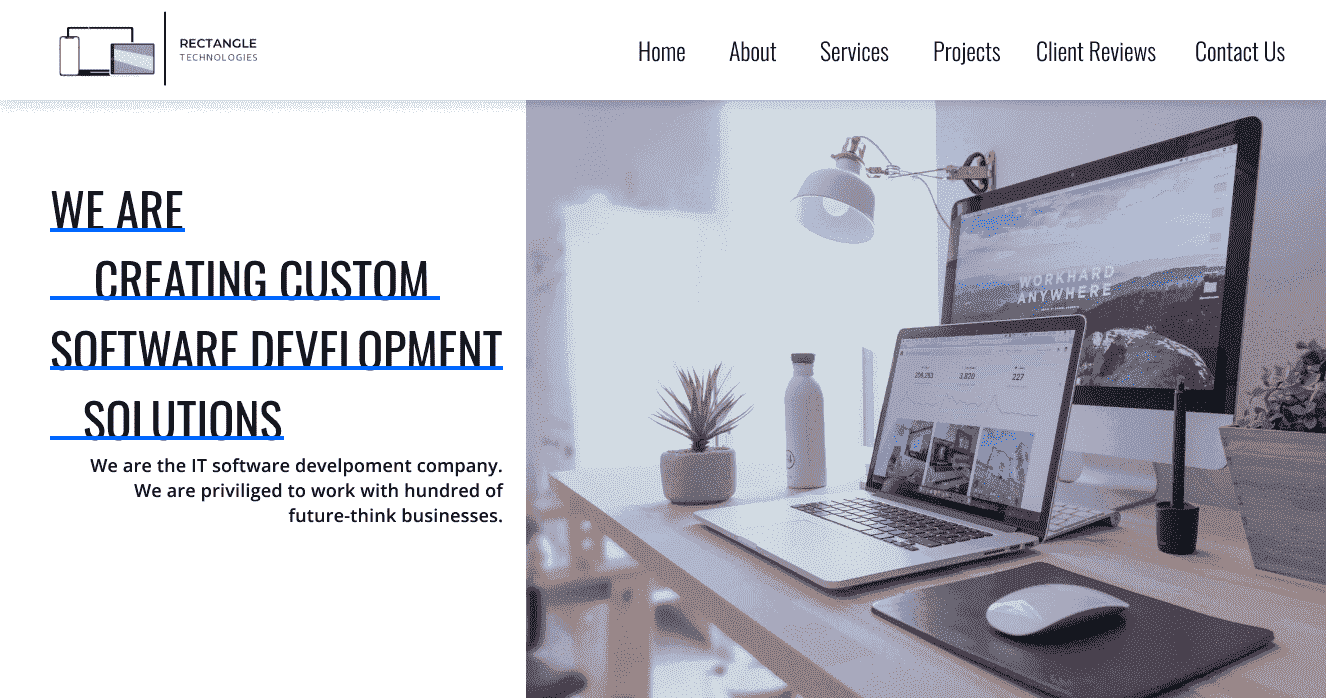 RECTANGLE
TECHNOLOGIES
Home About Services Projects Client Reviews Contact Us
WE ARE
CREATING CUSTOM
SOFTWARE DEVELOPMENT
SOLUTIONS
We are the IT software develpoment company.
We are priviliged to work with hundred of
future-think businesses.
WORKHARD
ANYWHERE
3,820
227